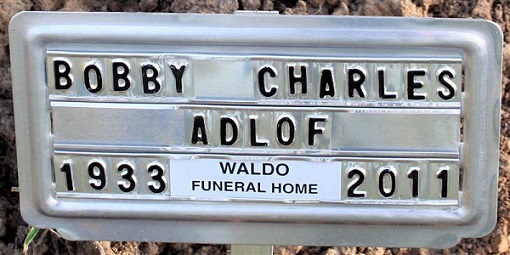 BOBBY CHARLES
ADLOF
1933 WALDO FUNERAL HOME 2011